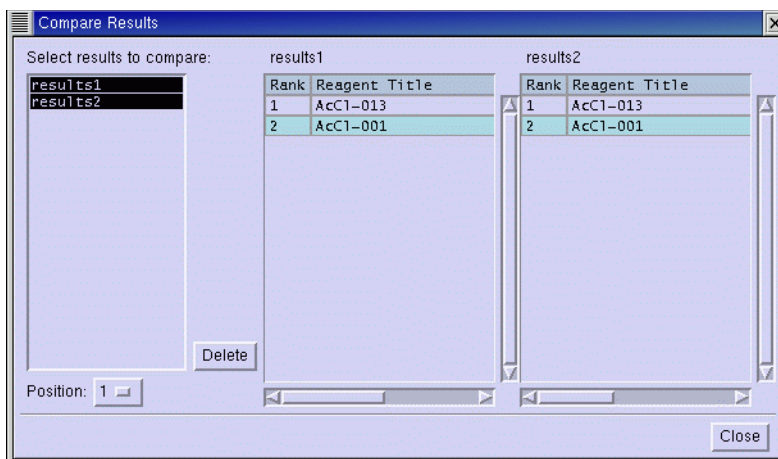 Compare Results
Select results to compare:
results1
results2
Delete
Position: 1
results1
Rank Reagent Title
1 AcCl-013
2 AcCl-001
results2
Rank Reagent Title
1 AcCl-013
2 AcCl-001
Close